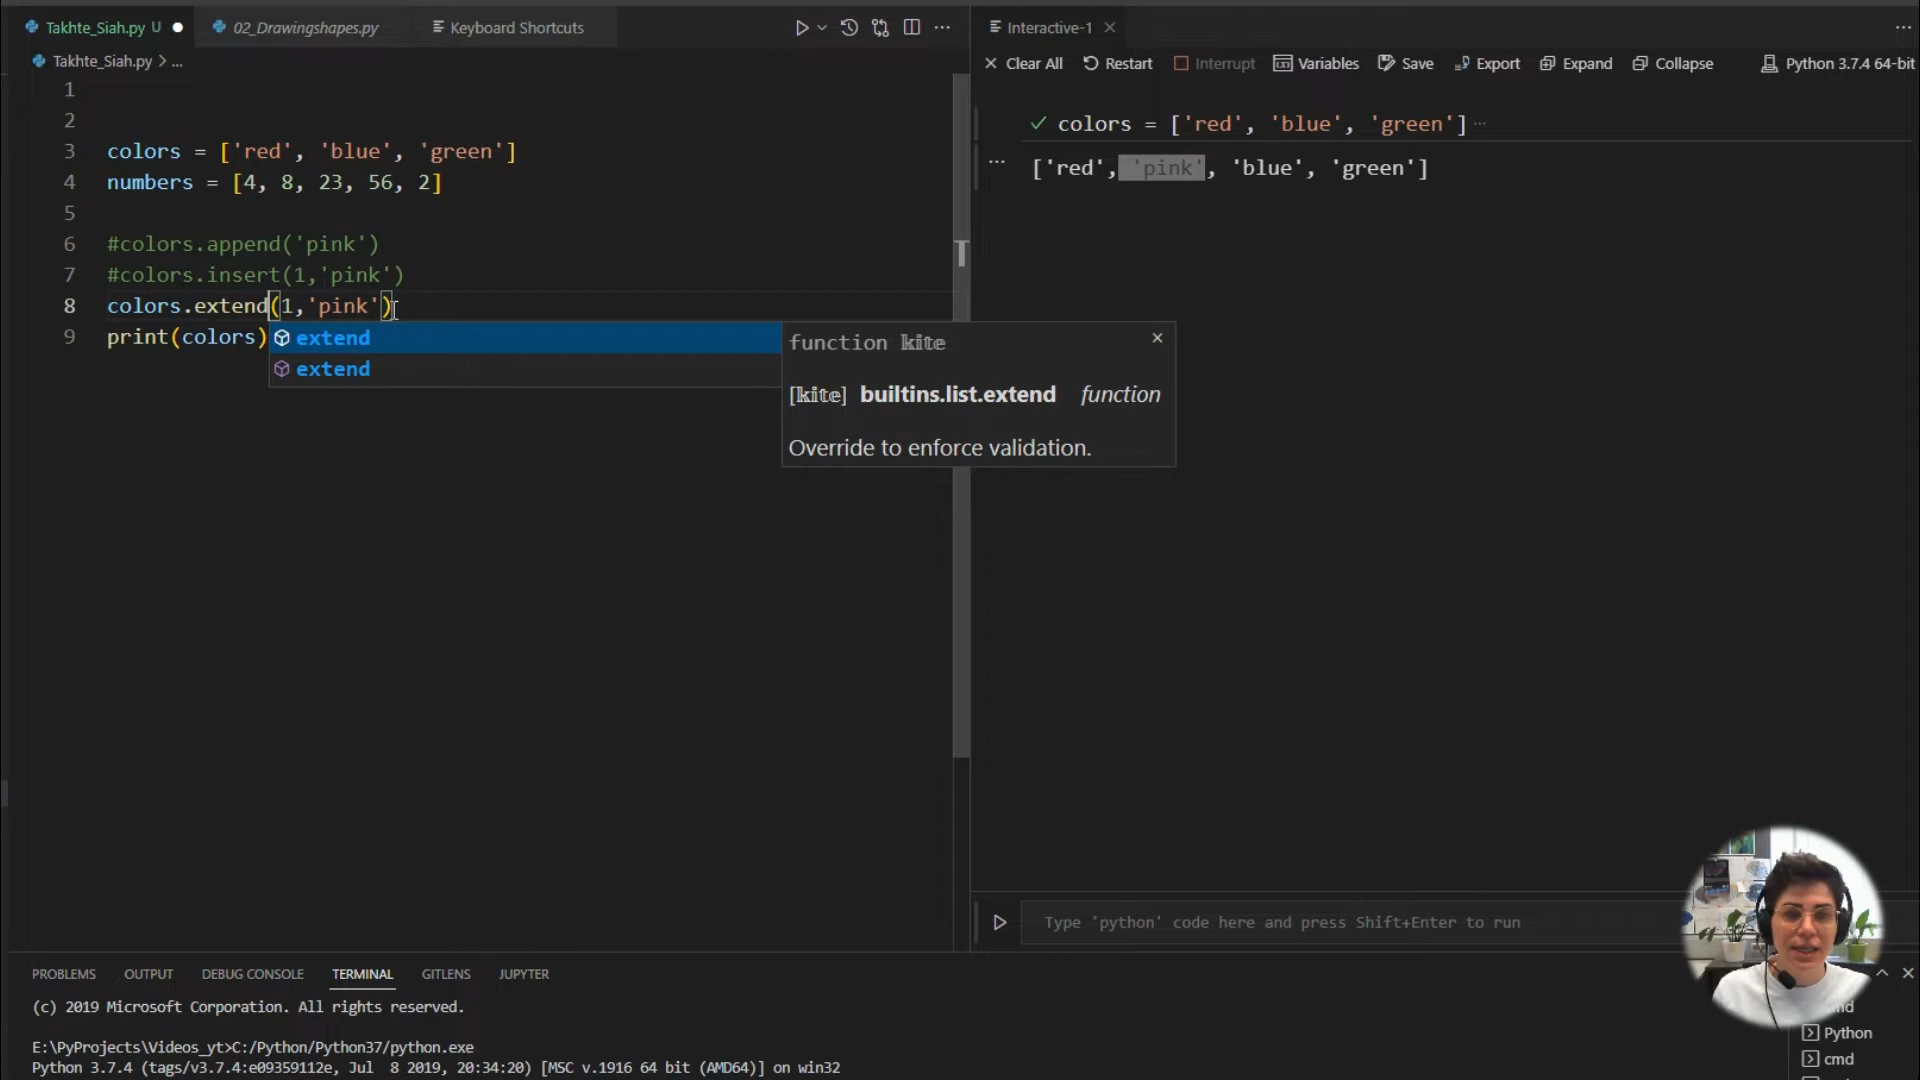 Takhte_Siah.py U
02_Drawingshapes.py
Keyboard Shortcuts
Takhte_Siah.py > ...
1
2
3 colors = ['red', 'blue', 'green']
4 numbers = [4, 8, 23, 56, 2]
5
6 #colors.append('pink')
7 #colors.insert(1,'pink')
8 colors.extend(1,'pink')
9 print(colors)
extend
extend
function kite
[kite] builtins.list.extend function
Override to enforce validation.
Interactive-1
Clear All Restart Interrupt Variables Save Export Expand Collapse Python 3.7.4 64-bit
colors = ['red', 'blue', 'green'] ...
['red', 'pink', 'blue', 'green']
Type 'python' code here and press Shift+Enter to run
PROBLEMS OUTPUT DEBUG CONSOLE TERMINAL GITLENS JUPYTER
(c) 2019 Microsoft Corporation. All rights reserved.
E:\PyProjects\Videos_yt>C:/Python/Python37/python.exe
Python 3.7.4 (tags/v3.7.4:e09359112e, Jul 8 2019, 20:34:20) [MSC v.1916 64 bit (AMD64)] on win32
Python
cmd